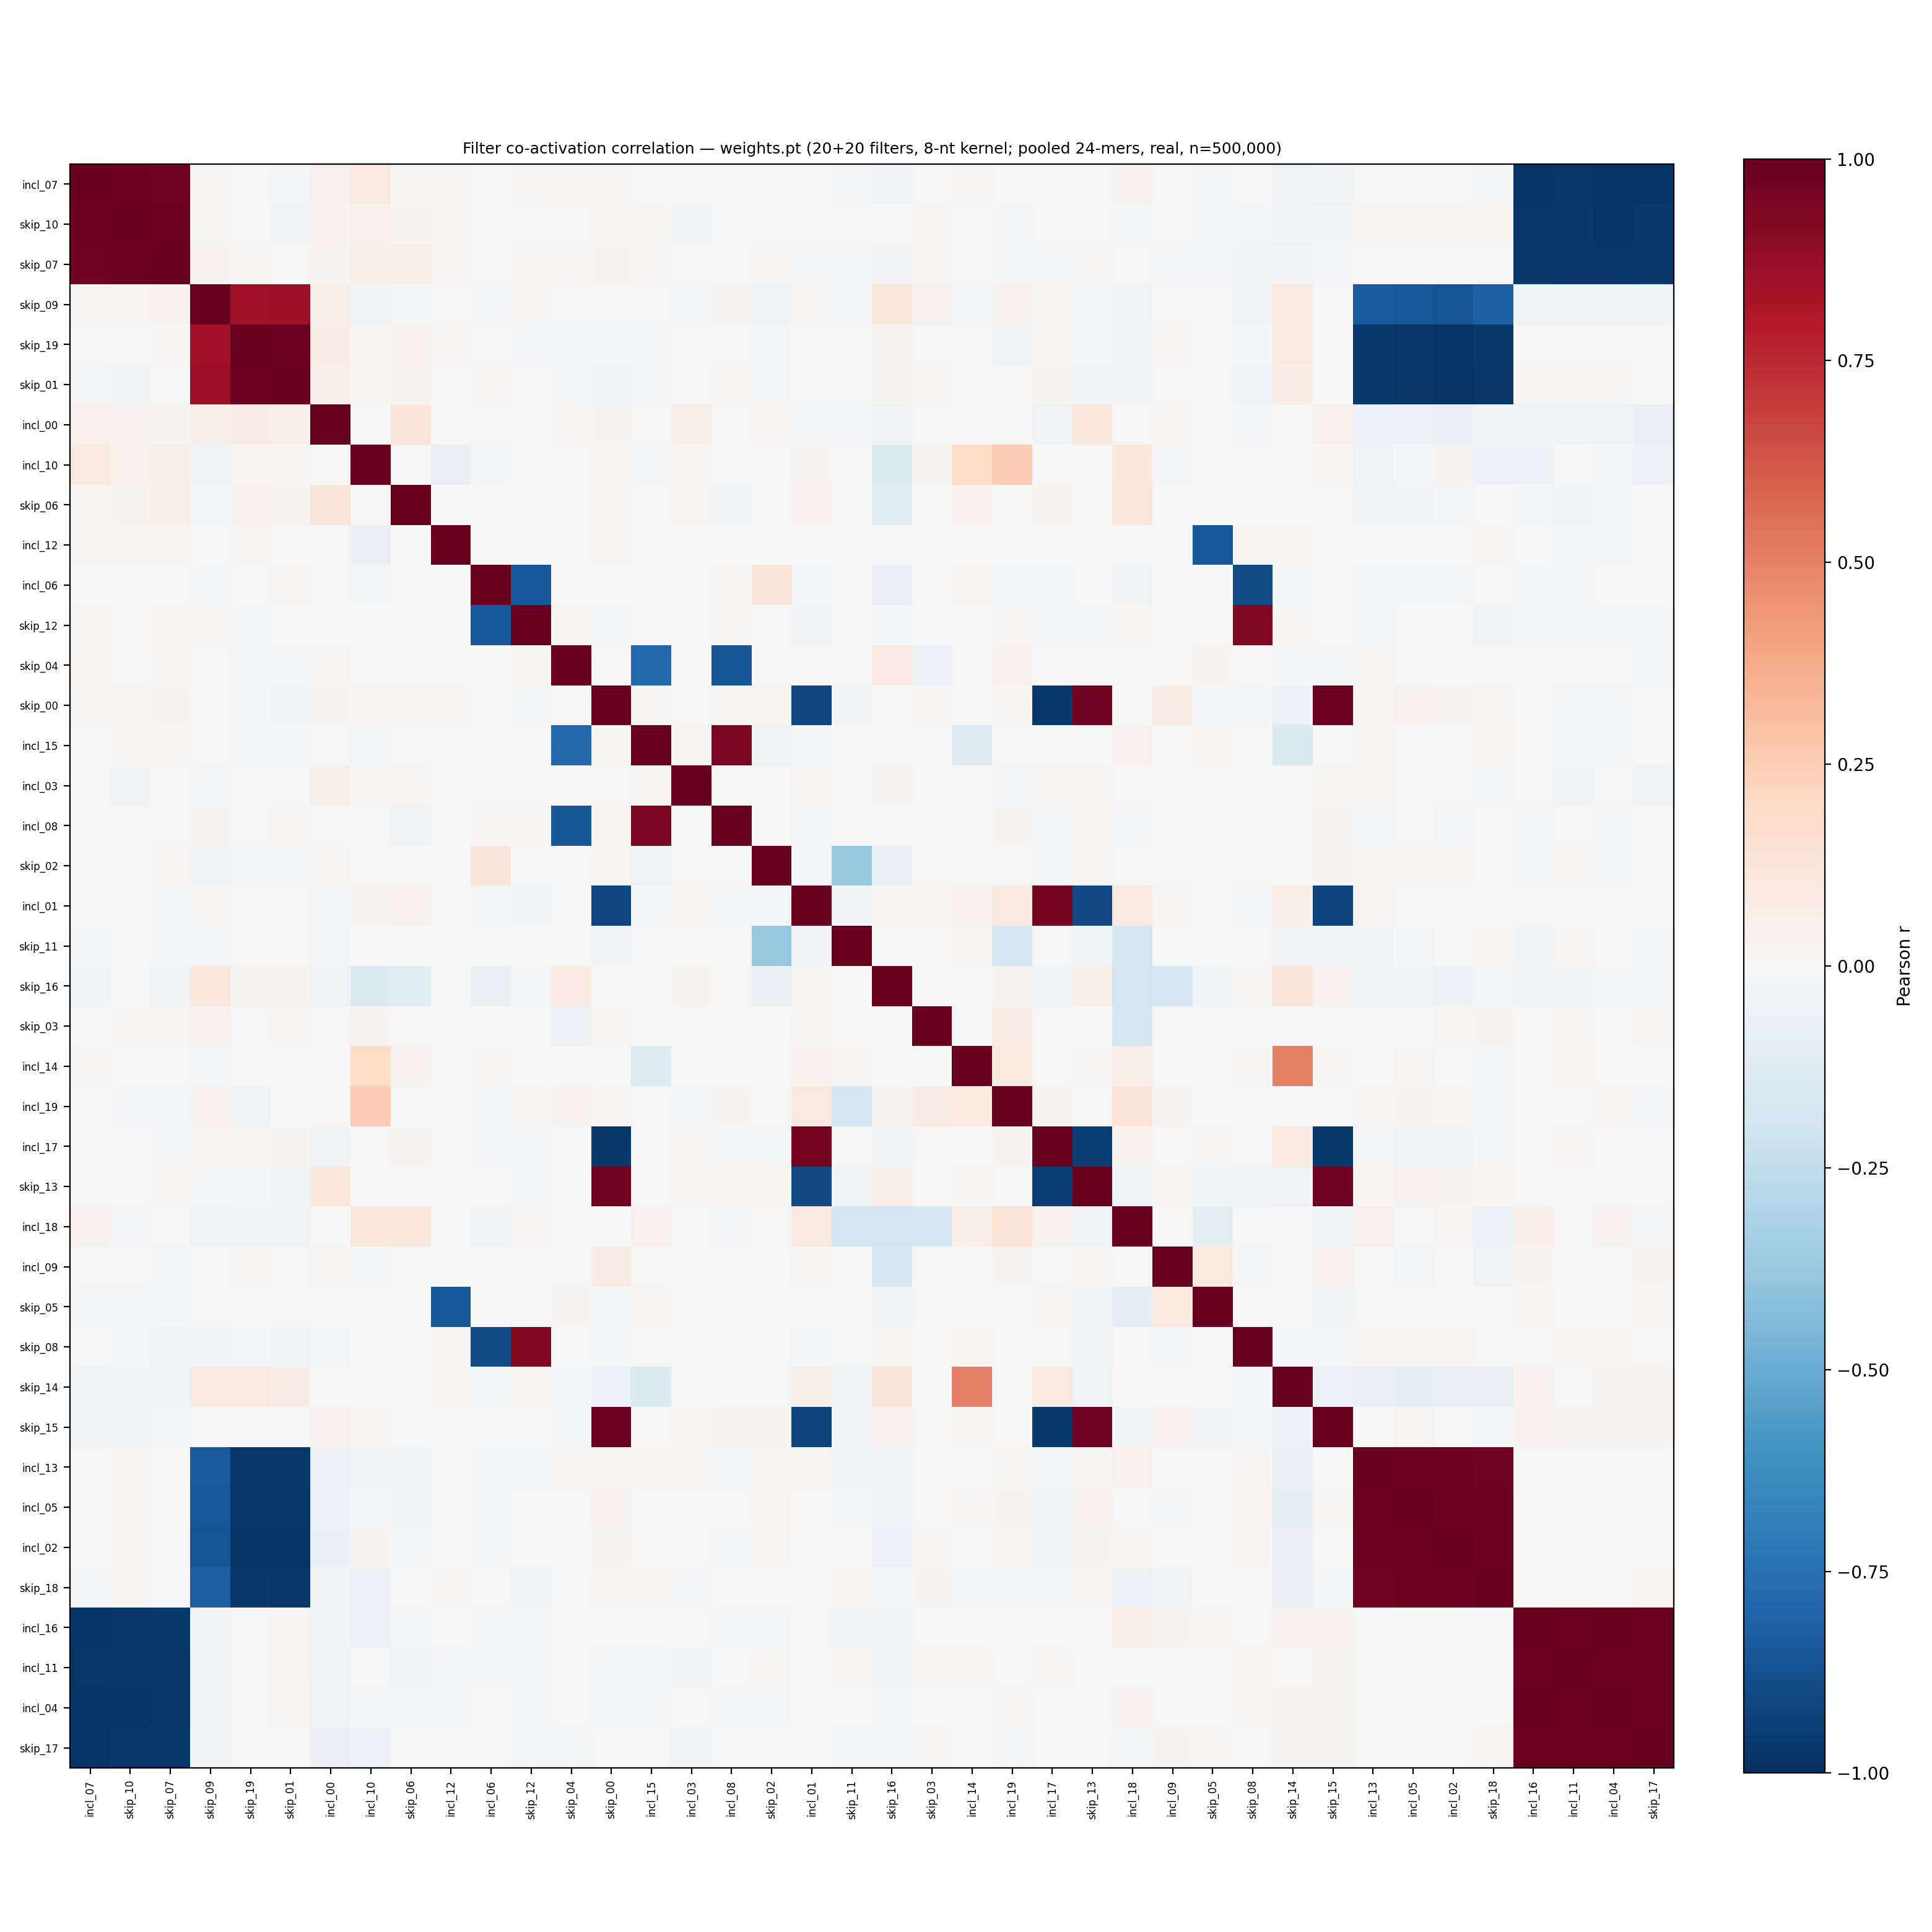 Filter co-activation correlation — weights.pt (20+20 filters, 8-nt kernel; pooled 24-mers, real, n=500,000)
incl_07
skip_10
skip_07
skip_09
skip_19
skip_01
incl_00
incl_10
skip_06
incl_12
incl_06
skip_12
skip_04
skip_00
incl_15
incl_03
incl_08
skip_02
incl_01
skip_11
skip_16
skip_03
incl_14
incl_19
incl_17
skip_13
incl_18
incl_09
skip_05
skip_08
skip_14
skip_15
incl_13
incl_05
incl_02
skip_18
incl_16
incl_11
incl_04
skip_17
incl_07
skip_10
skip_07
skip_09
skip_19
skip_01
incl_00
incl_10
skip_06
incl_12
incl_06
skip_12
skip_04
skip_00
incl_15
incl_03
incl_08
skip_02
incl_01
skip_11
skip_16
skip_03
incl_14
incl_19
incl_17
skip_13
incl_18
incl_09
skip_05
skip_08
skip_14
skip_15
incl_13
incl_05
incl_02
skip_18
incl_16
incl_11
incl_04
skip_17
1.00
0.75
0.50
0.25
0.00
−0.25
−0.50
−0.75
−1.00
Pearson r